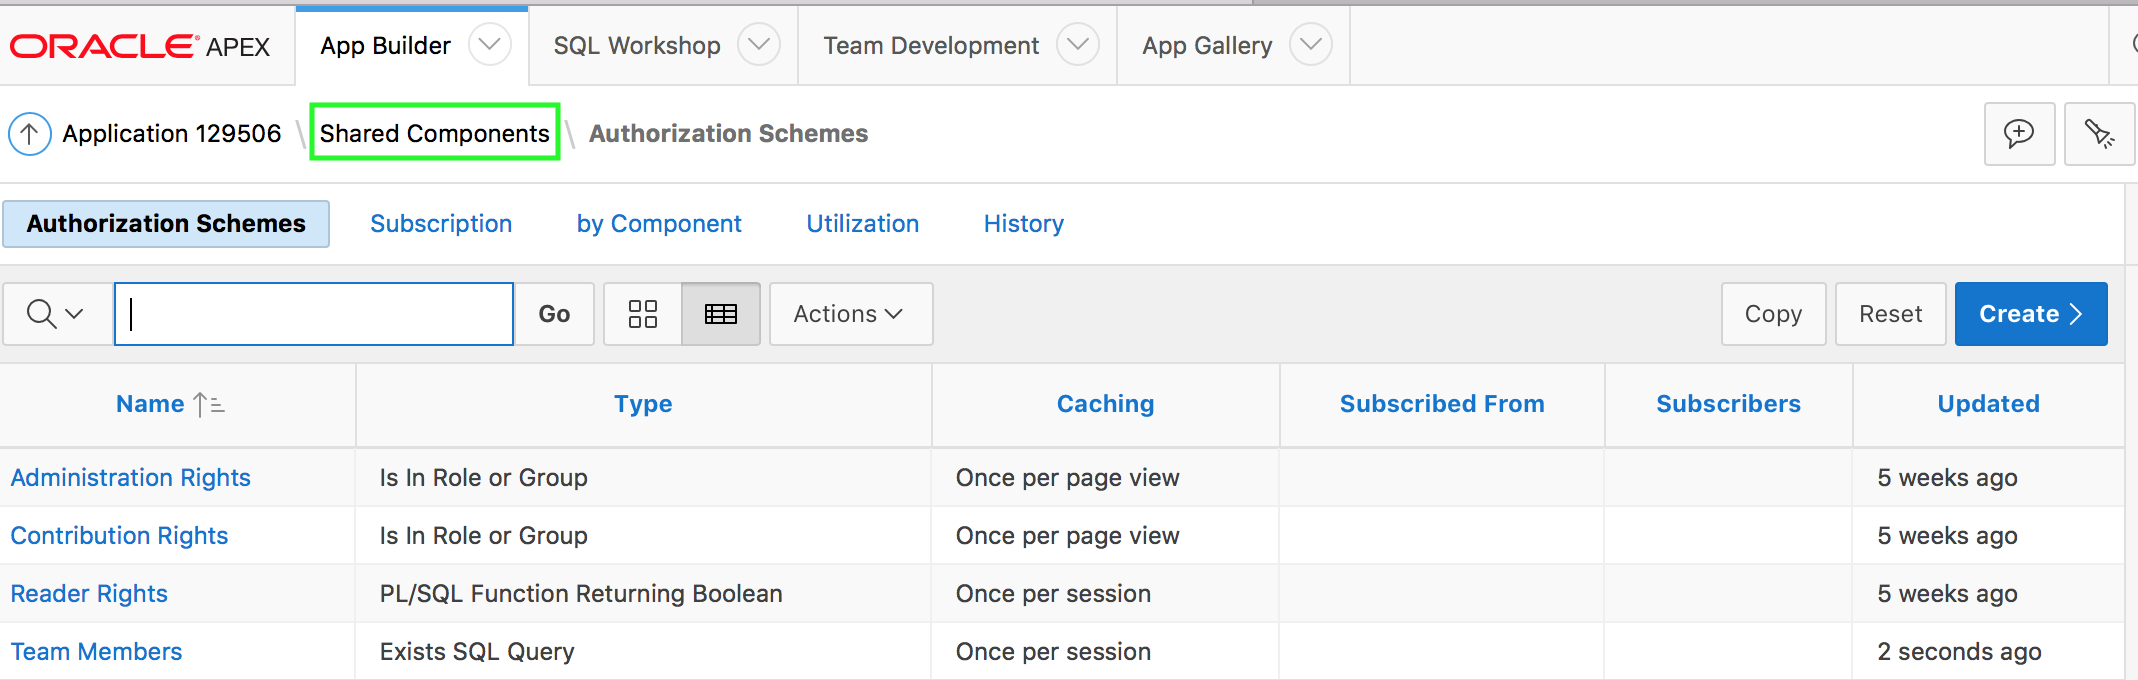 ORACLE® APEX App Builder SQL Workshop Team Development App Gallery
Application 129506 \ Shared Components \ Authorization Schemes
Authorization Schemes Subscription by Component Utilization History
Go Actions Copy Reset Create
Name Type Caching Subscribed From Subscribers Updated
Administration Rights Is In Role or Group Once per page view 5 weeks ago
Contribution Rights Is In Role or Group Once per page view 5 weeks ago
Reader Rights PL/SQL Function Returning Boolean Once per session 5 weeks ago
Team Members Exists SQL Query Once per session 2 seconds ago